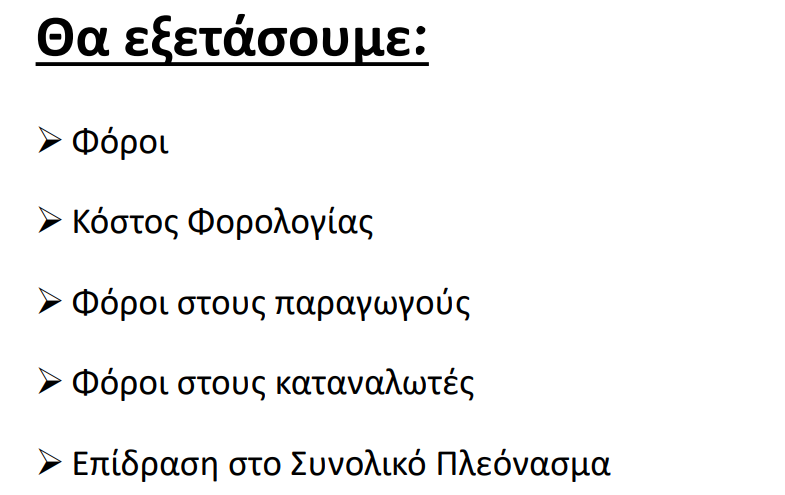 Θα εξετάσουμε:
➢ Φόροι
➢ Κόστος Φορολογίας
➢ Φόροι στους παραγωγούς
➢ Φόροι στους καταναλωτές
➢ Επίδραση στο Συνολικό Πλεόνασμα